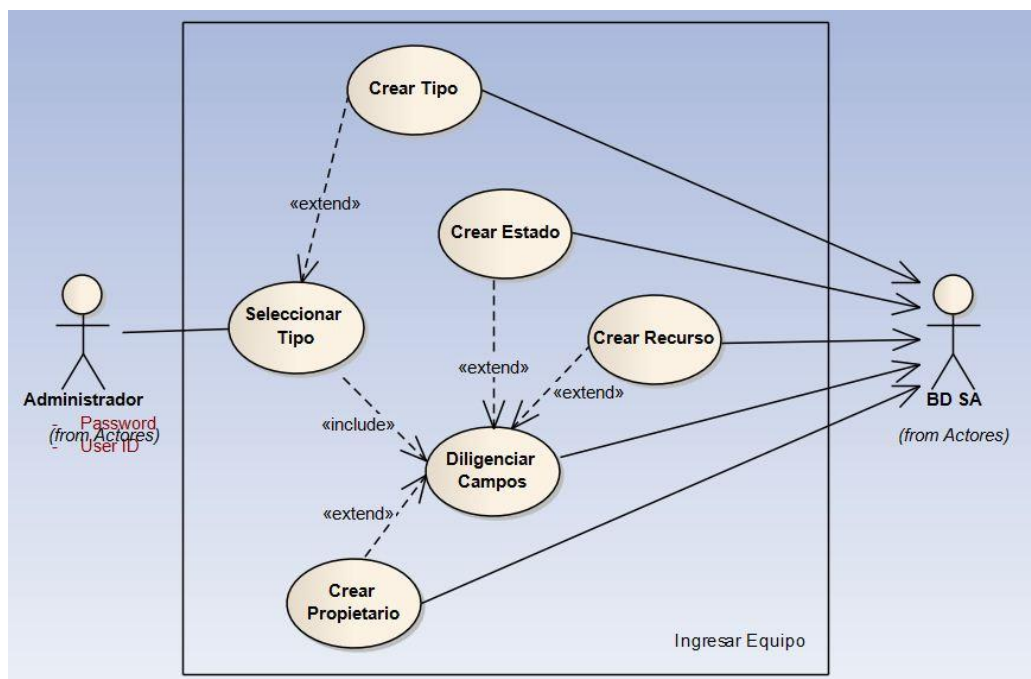 Crear Tipo
«extend»
Crear Estado
Seleccionar
Tipo
Crear Recurso
«extend»
«extend»
Administrador
- Password
(from Actores)
- User ID
BD SA
(from Actores)
«include»
Diligenciar
Campos
«extend»
Crear
Propietario
Ingresar Equipo